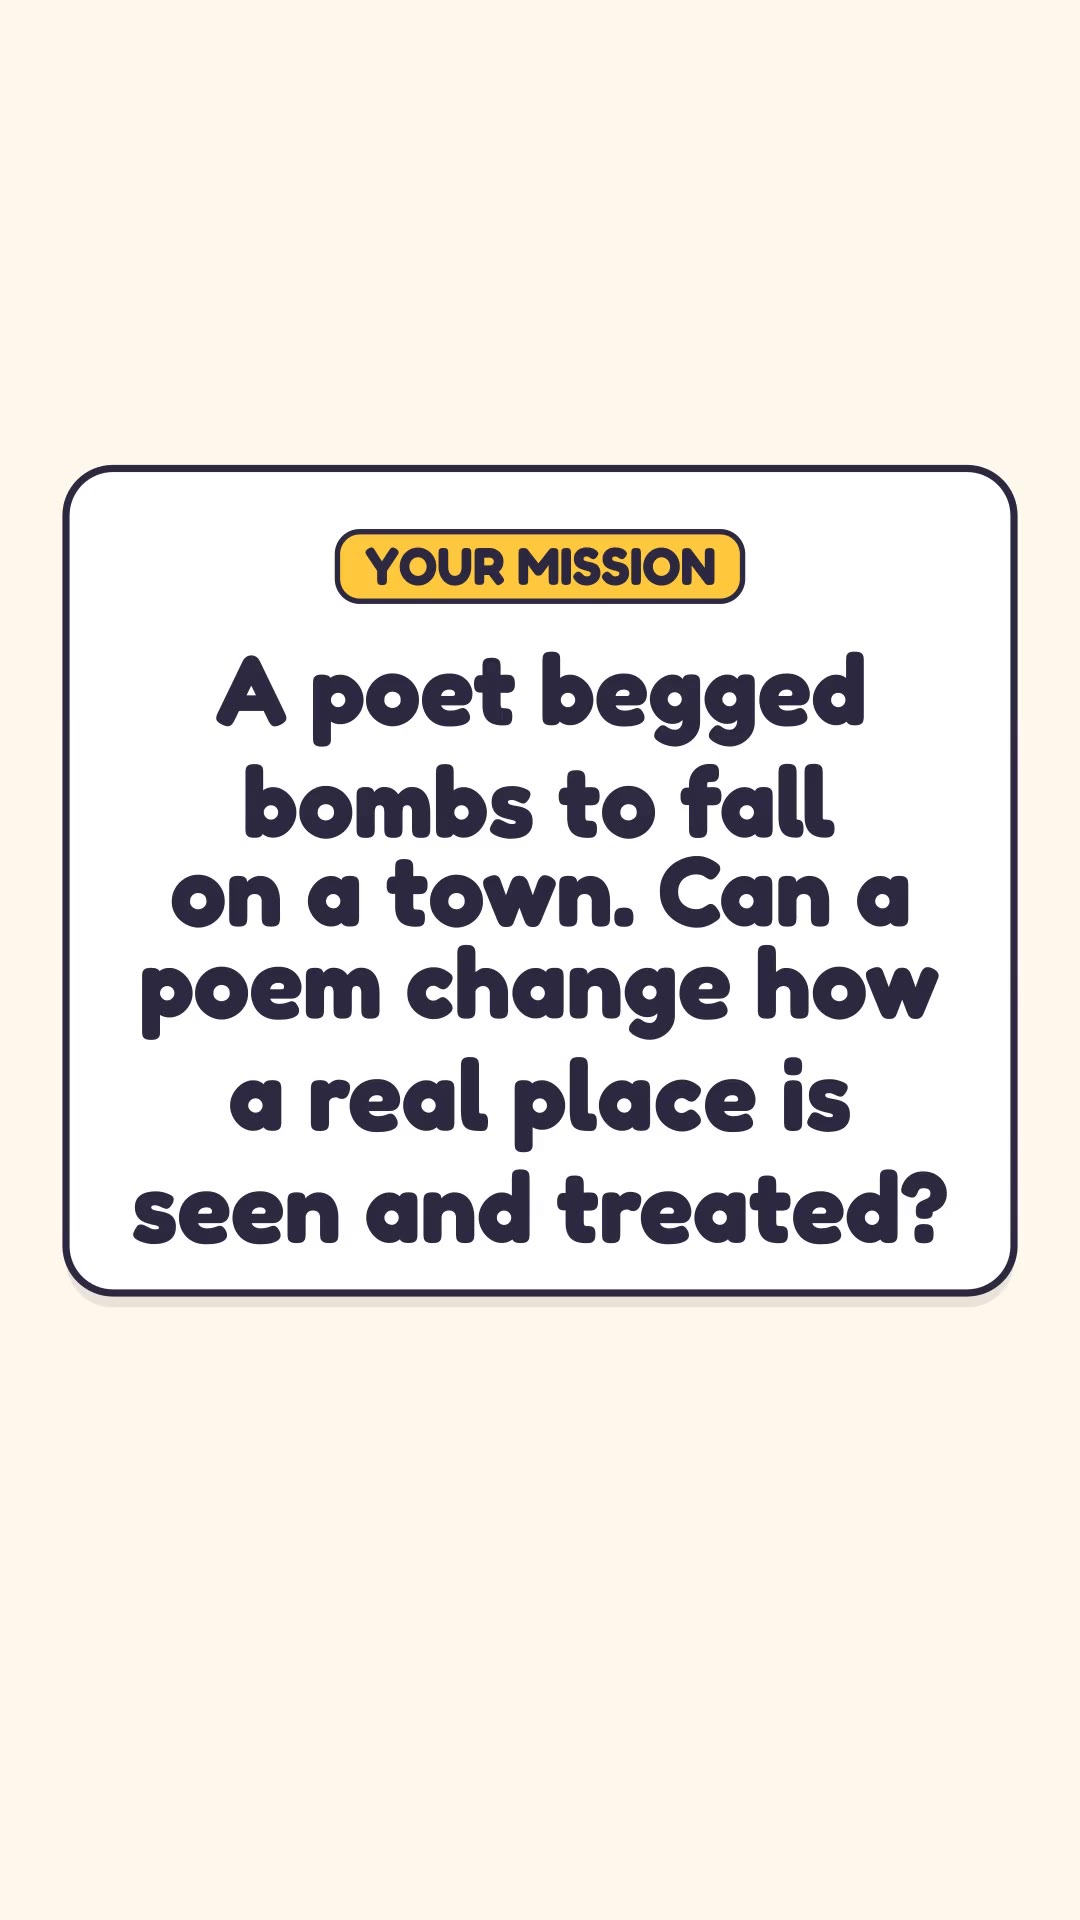 YOUR MISSION
A poet begged
bombs to fall
on a town. Can a
poem change how
a real place is
seen and treated?